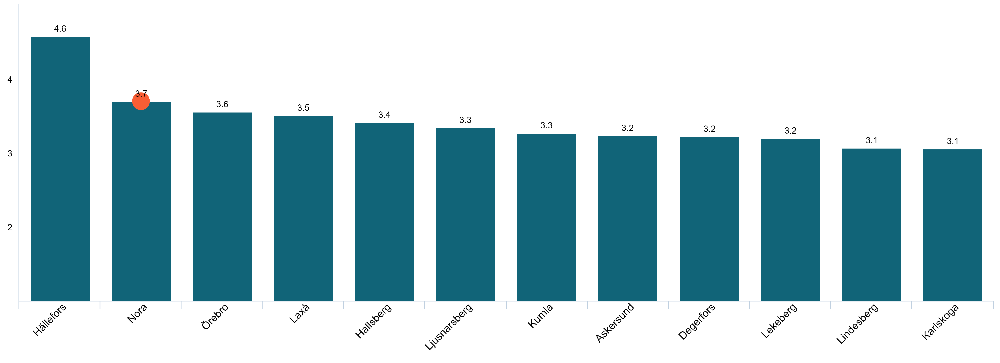 4.6
3.7
3.6
3.5
3.4
3.3
3.3
3.2
3.2
3.2
3.1
3.1
4
3
2
Hällefors
Nora
Örebro
Laxå
Hallsberg
Ljusnarsberg
Kumla
Askersund
Degerfors
Lekeberg
Lindesberg
Karlskoga